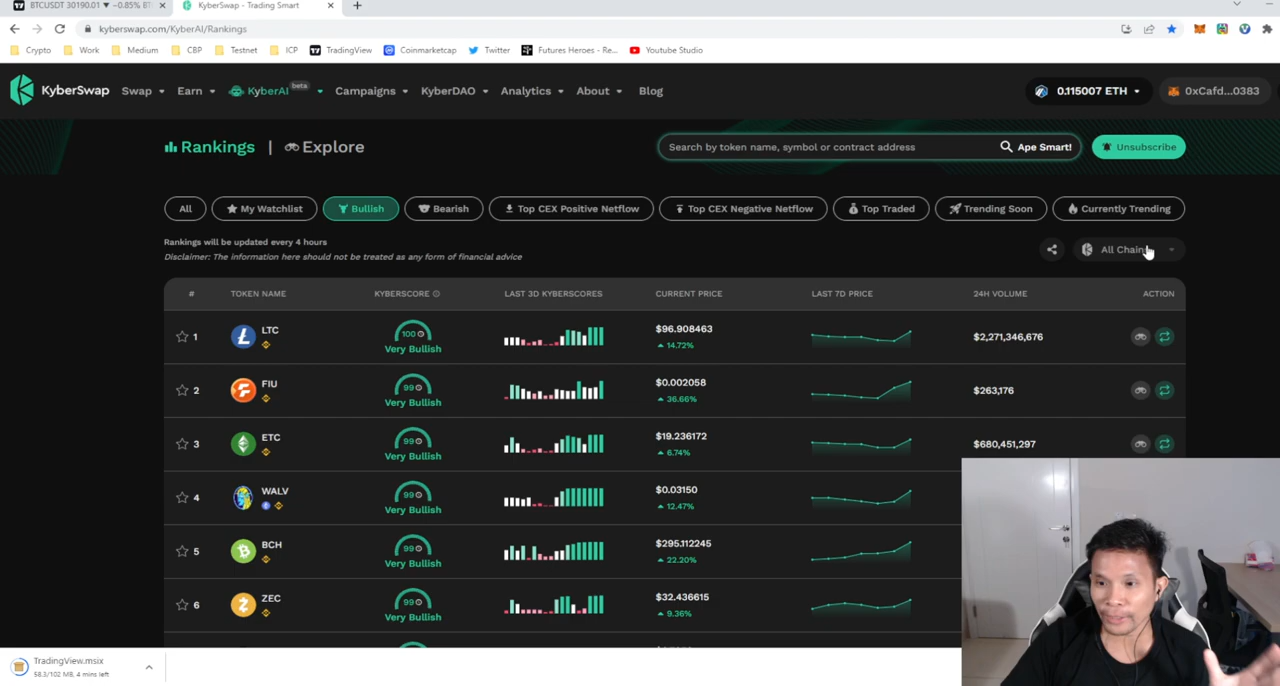 BTCUSDT 30190.01 ▼ −0.85% BT
KyberSwap - Trading Smart
kyberswap.com/KyberAI/Rankings
Crypto Work Medium CBP Testnet ICP TradingView Coinmarketcap Twitter Futures Heroes - Re... Youtube Studio
KyberSwap Swap Earn KyberAI beta Campaigns KyberDAO Analytics About Blog 0.115007 ETH 0xCafd...0383
Rankings | Explore Search by token name, symbol or contract address Ape Smart! Unsubscribe
All My Watchlist Bullish Bearish Top CEX Positive Netflow Top CEX Negative Netflow Top Traded Trending Soon Currently Trending
Rankings will be updated every 4 hours
Disclaimer: The information here should not be treated as any form of financial advice
All Chains
# TOKEN NAME KYBERSCORE LAST 3D KYBERSCORES CURRENT PRICE LAST 7D PRICE 24H VOLUME ACTION
1 LTC 100 Very Bullish $96.908463 14.72% $2,271,346,676
2 FIU 99 Very Bullish $0.002058 36.66% $263,176
3 ETC 99 Very Bullish $19.236172 6.74% $680,451,297
4 WALV 99 Very Bullish $0.03150 12.47%
5 BCH 99 Very Bullish $295.112245 22.20%
6 ZEC 99 Very Bullish $32.436615 9.36%
TradingView.msix
58.3/102 MB, 4 mins left